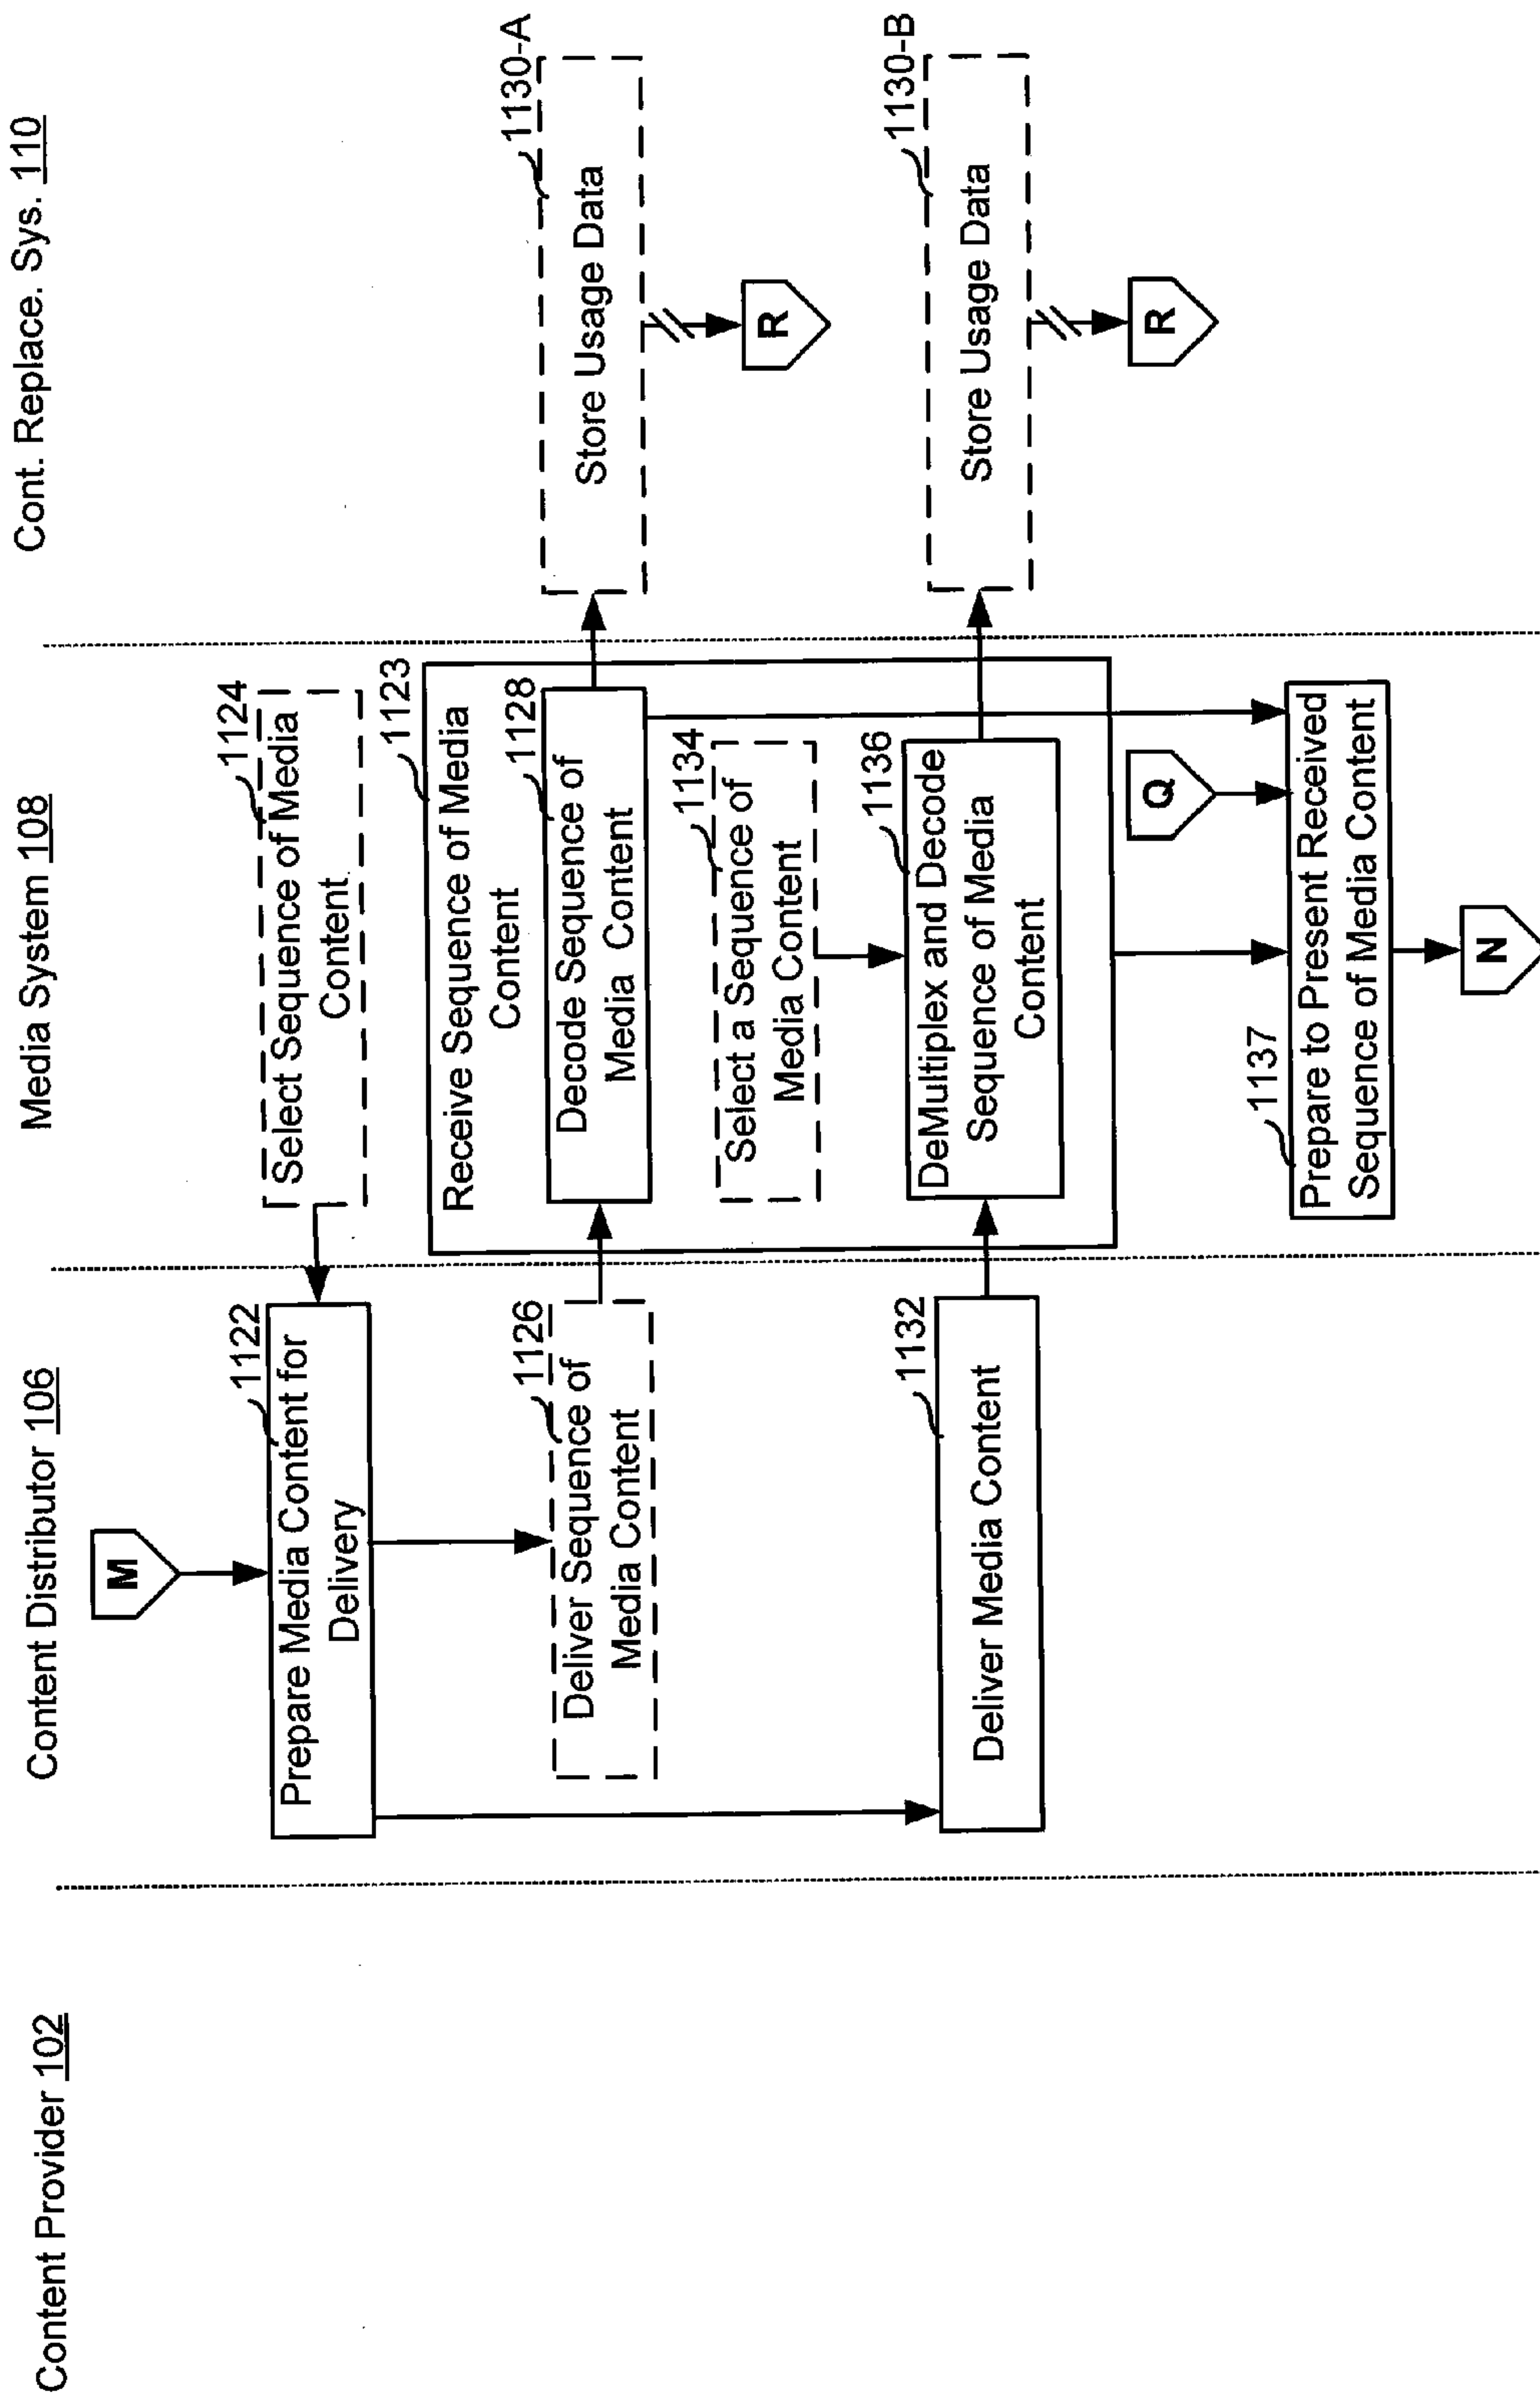 Content Provider 102
Content Distributor 106
Media System 108
Cont. Replace. Sys. 110
M
1122
Prepare Media Content for
Delivery
1124
Select Sequence of Media
Content
1123
Receive Sequence of Media
Content
1126
Deliver Sequence of
Media Content
1128
Decode Sequence of
Media Content
1130-A
Store Usage Data
R
1134
Select a Sequence of
Media Content
1132
Deliver Media Content
1136
DeMultiplex and Decode
Sequence of Media
Content
1130-B
Store Usage Data
R
Q
1137
Prepare to Present Received
Sequence of Media Content
N